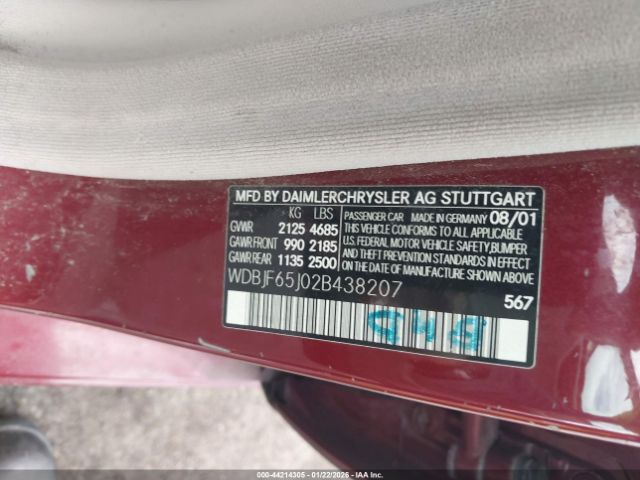 MFD BY DAIMLERCHRYSLER AG STUTTGART
KG LBS
GVWR 2125 4685
GAWR FRONT 990 2185
GAWR REAR 1135 2500
PASSENGER CAR MADE IN GERMANY 08/01
THIS CAR CONFORMS TO ALL APPLICABLE
U.S. FEDERAL MOTOR VEHICLE SAFETY, BUMPER
AND THEFT PREVENTION STANDARDS IN EFFECT
ON THE DATE OF MANUFACTURE SHOWN ABOVE.
WDBJF65J02B438207
567
000-44214305 - 01/22/2026 - IAA Inc.